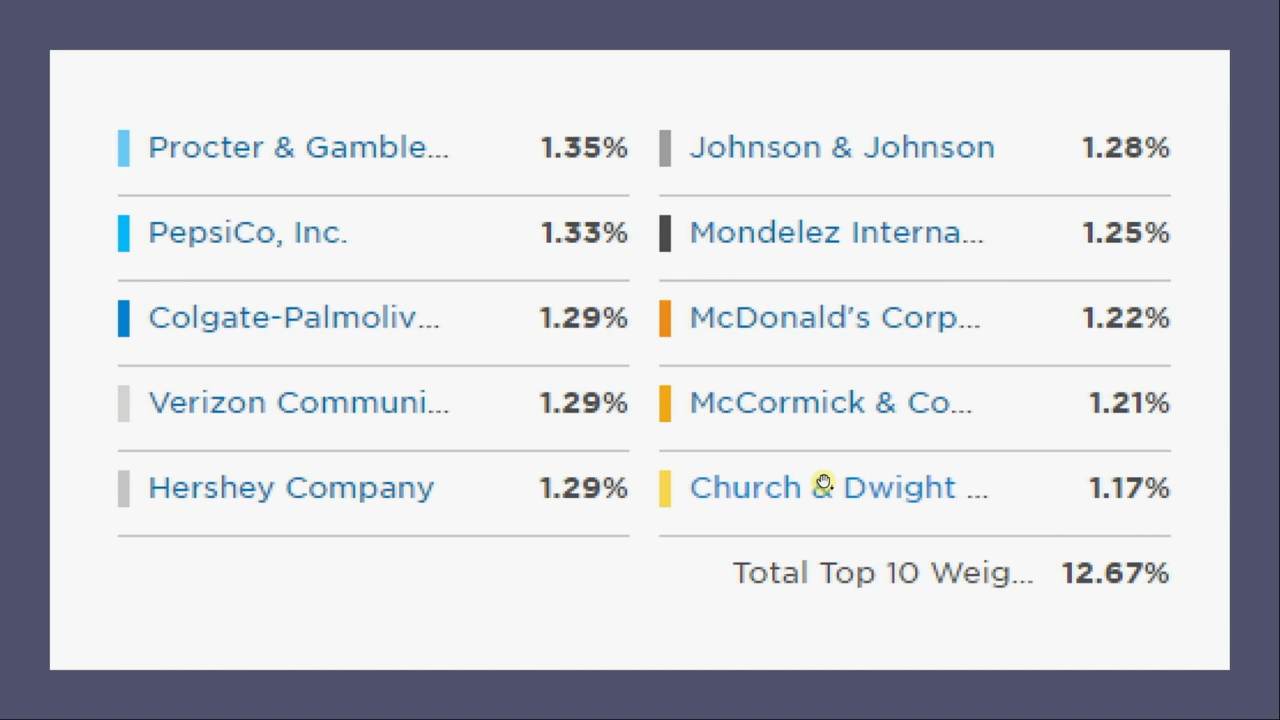 Procter & Gamble... 1.35%
PepsiCo, Inc. 1.33%
Colgate-Palmoliv... 1.29%
Verizon Communi... 1.29%
Hershey Company 1.29%
Johnson & Johnson 1.28%
Mondelez Interna... 1.25%
McDonald's Corp... 1.22%
McCormick & Co... 1.21%
Church & Dwight ... 1.17%
Total Top 10 Weig... 12.67%